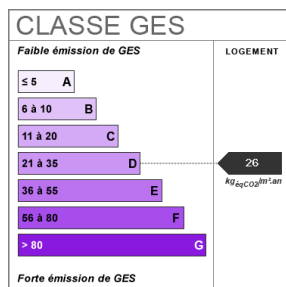 CLASSE GES
Faible émission de GES
LOGEMENT
≤ 5 A
6 à 10 B
11 à 20 C
21 à 35 D
26
kgéqCO2/m².an
36 à 55 E
56 à 80 F
> 80 G
Forte émission de GES